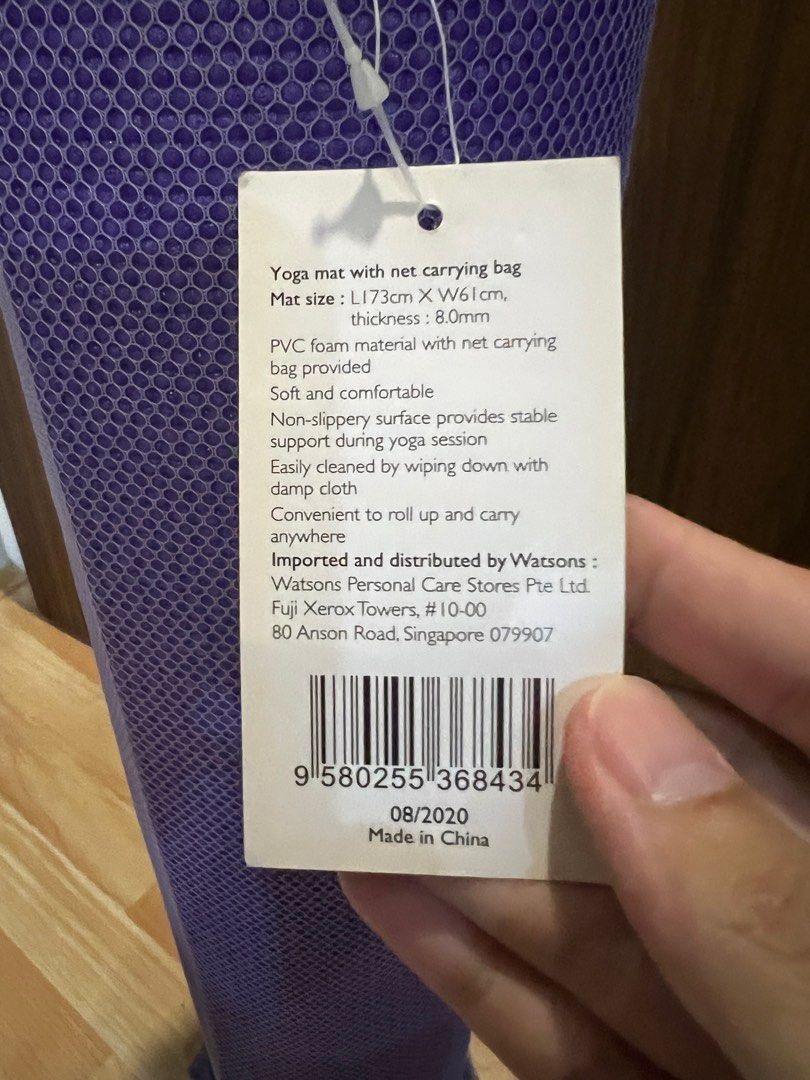 Yoga mat with net carrying bag
Mat size : L173cm X W61cm,
thickness : 8.0mm
PVC foam material with net carrying
bag provided
Soft and comfortable
Non-slippery surface provides stable
support during yoga session
Easily cleaned by wiping down with
damp cloth
Convenient to roll up and carry
anywhere
Imported and distributed by Watsons :
Watsons Personal Care Stores Pte Ltd.
Fuji Xerox Towers, #10-00
80 Anson Road, Singapore 079907
9 580255 368434
08/2020
Made in China